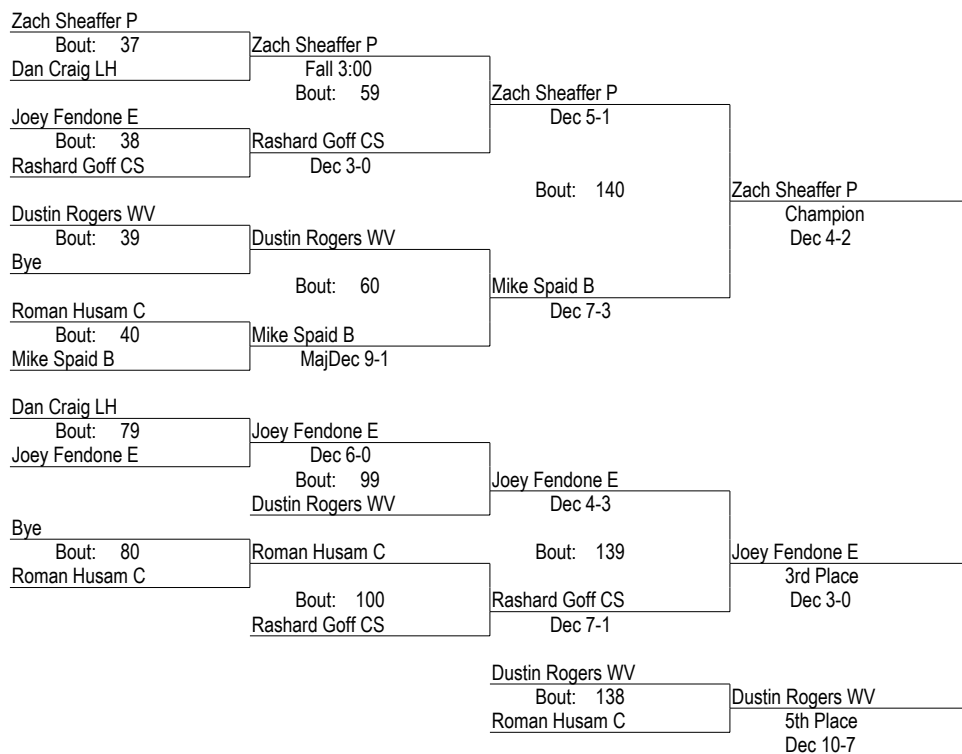 Zach Sheaffer P
Bout: 37
Zach Sheaffer P
Dan Craig LH
Fall 3:00
Bout: 59
Zach Sheaffer P
Joey Fendone E
Dec 5-1
Bout: 38
Rashard Goff CS
Rashard Goff CS
Dec 3-0
Bout: 140
Zach Sheaffer P
Dustin Rogers WV
Champion
Bout: 39
Dustin Rogers WV
Dec 4-2
Bye
Bout: 60
Mike Spaid B
Roman Husam C
Dec 7-3
Bout: 40
Mike Spaid B
Mike Spaid B
MajDec 9-1
Dan Craig LH
Bout: 79
Joey Fendone E
Joey Fendone E
Dec 6-0
Bout: 99
Joey Fendone E
Dustin Rogers WV
Dec 4-3
Bye
Bout: 80
Roman Husam C
Bout: 139
Joey Fendone E
Roman Husam C
3rd Place
Bout: 100
Rashard Goff CS
Dec 3-0
Rashard Goff CS
Dec 7-1
Dustin Rogers WV
Bout: 138
Dustin Rogers WV
Roman Husam C
5th Place
Dec 10-7